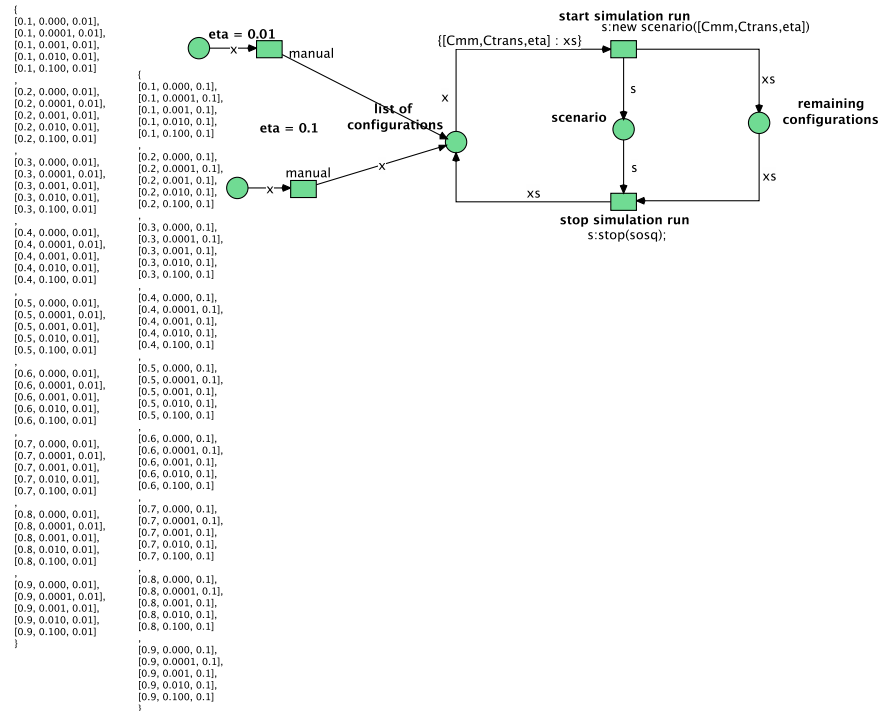 {
[0.1, 0.000, 0.01],
[0.1, 0.0001, 0.01],
[0.1, 0.001, 0.01],
[0.1, 0.010, 0.01],
[0.1, 0.100, 0.01]
,
[0.2, 0.000, 0.01],
[0.2, 0.0001, 0.01],
[0.2, 0.001, 0.01],
[0.2, 0.010, 0.01],
[0.2, 0.100, 0.01]
,
[0.3, 0.000, 0.01],
[0.3, 0.0001, 0.01],
[0.3, 0.001, 0.01],
[0.3, 0.010, 0.01],
[0.3, 0.100, 0.01]
,
[0.4, 0.000, 0.01],
[0.4, 0.0001, 0.01],
[0.4, 0.001, 0.01],
[0.4, 0.010, 0.01],
[0.4, 0.100, 0.01]
,
[0.5, 0.000, 0.01],
[0.5, 0.0001, 0.01],
[0.5, 0.001, 0.01],
[0.5, 0.010, 0.01],
[0.5, 0.100, 0.01]
,
[0.6, 0.000, 0.01],
[0.6, 0.0001, 0.01],
[0.6, 0.001, 0.01],
[0.6, 0.010, 0.01],
[0.6, 0.100, 0.01]
,
[0.7, 0.000, 0.01],
[0.7, 0.0001, 0.01],
[0.7, 0.001, 0.01],
[0.7, 0.010, 0.01],
[0.7, 0.100, 0.01]
,
[0.8, 0.000, 0.01],
[0.8, 0.0001, 0.01],
[0.8, 0.001, 0.01],
[0.8, 0.010, 0.01],
[0.8, 0.100, 0.01]
,
[0.9, 0.000, 0.01],
[0.9, 0.0001, 0.01],
[0.9, 0.001, 0.01],
[0.9, 0.010, 0.01],
[0.9, 0.100, 0.01]
}
{
[0.1, 0.000, 0.1],
[0.1, 0.0001, 0.1],
[0.1, 0.001, 0.1],
[0.1, 0.010, 0.1],
[0.1, 0.100, 0.1]
,
[0.2, 0.000, 0.1],
[0.2, 0.0001, 0.1],
[0.2, 0.001, 0.1],
[0.2, 0.010, 0.1],
[0.2, 0.100, 0.1]
,
[0.3, 0.000, 0.1],
[0.3, 0.0001, 0.1],
[0.3, 0.001, 0.1],
[0.3, 0.010, 0.1],
[0.3, 0.100, 0.1]
,
[0.4, 0.000, 0.1],
[0.4, 0.0001, 0.1],
[0.4, 0.001, 0.1],
[0.4, 0.010, 0.1],
[0.4, 0.100, 0.1]
,
[0.5, 0.000, 0.1],
[0.5, 0.0001, 0.1],
[0.5, 0.001, 0.1],
[0.5, 0.010, 0.1],
[0.5, 0.100, 0.1]
,
[0.6, 0.000, 0.1],
[0.6, 0.0001, 0.1],
[0.6, 0.001, 0.1],
[0.6, 0.010, 0.1],
[0.6, 0.100, 0.1]
,
[0.7, 0.000, 0.1],
[0.7, 0.0001, 0.1],
[0.7, 0.001, 0.1],
[0.7, 0.010, 0.1],
[0.7, 0.100, 0.1]
,
[0.8, 0.000, 0.1],
[0.8, 0.0001, 0.1],
[0.8, 0.001, 0.1],
[0.8, 0.010, 0.1],
[0.8, 0.100, 0.1]
,
[0.9, 0.000, 0.1],
[0.9, 0.0001, 0.1],
[0.9, 0.001, 0.1],
[0.9, 0.010, 0.1],
[0.9, 0.100, 0.1]
}
eta = 0.01
x
manual
eta = 0.1
x
manual
x
list of
configurations
x
{[Cmm,Ctrans,eta] : xs}
start simulation run
s:new scenario([Cmm,Ctrans,eta])
s
xs
scenario
remaining
configurations
s
xs
xs
stop simulation run
s:stop(sosq);